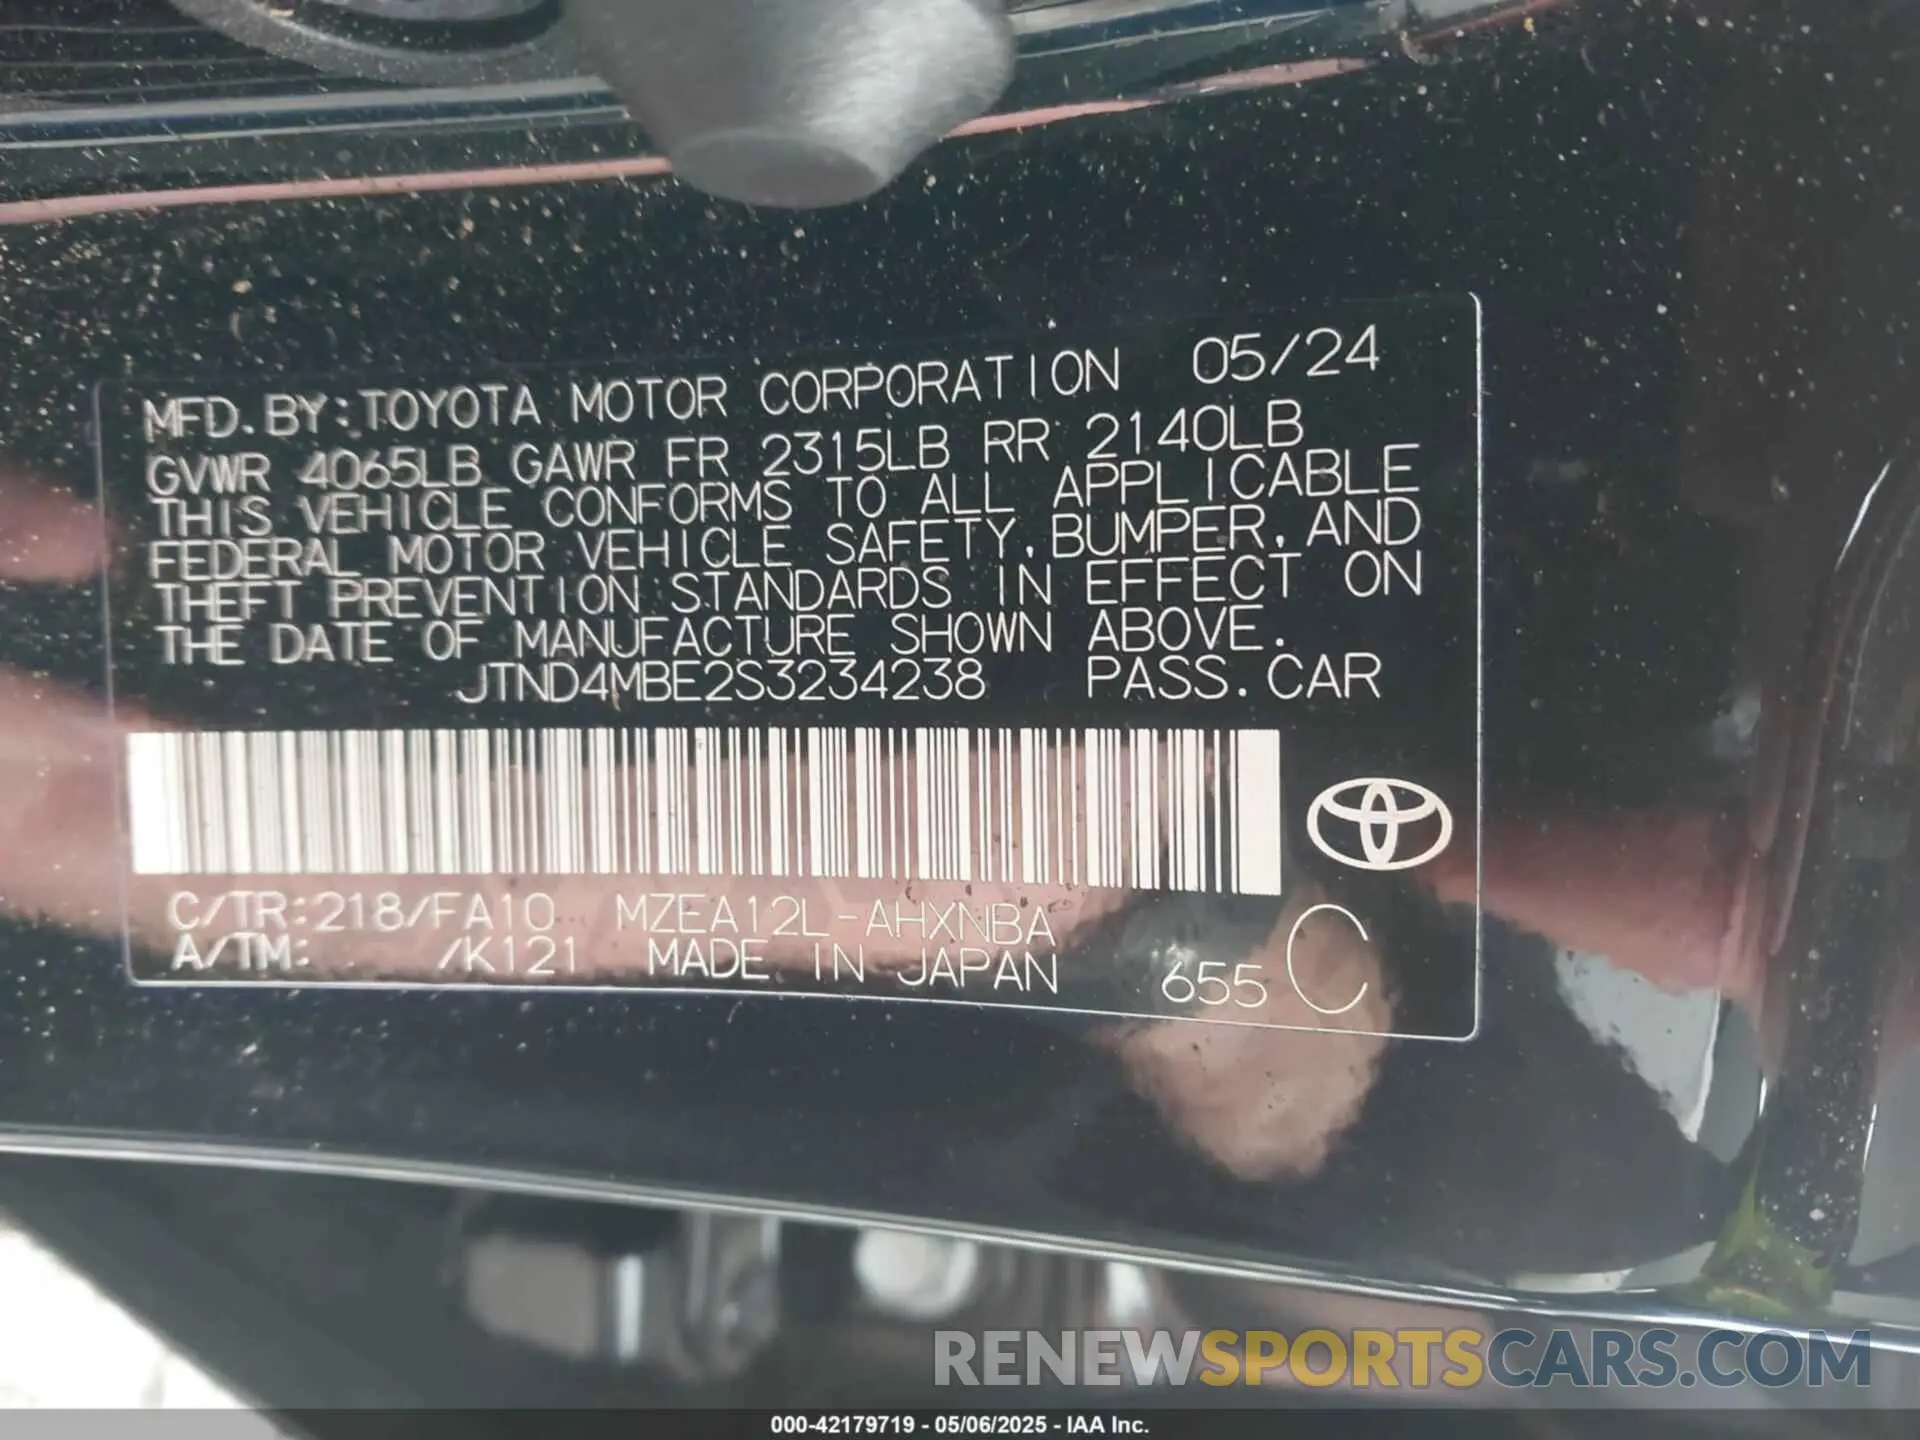 MFD. BY: TOYOTA MOTOR CORPORATION 05/24
GVWR 4065LB GAWR FR 2315LB RR 2140LB
THIS VEHICLE CONFORMS TO ALL APPLICABLE
FEDERAL MOTOR VEHICLE SAFETY, BUMPER, AND
THEFT PREVENTION STANDARDS IN EFFECT ON
THE DATE OF MANUFACTURE SHOWN ABOVE.
JTND4MBE2S3234238 PASS. CAR
C/TR: 218/FA10 MZEA12L-AHXNBA
A/TM: /K121 MADE IN JAPAN 655 C
RENEWSPORTSCARS.COM
000-42179719 - 05/06/2025 - IAA Inc.